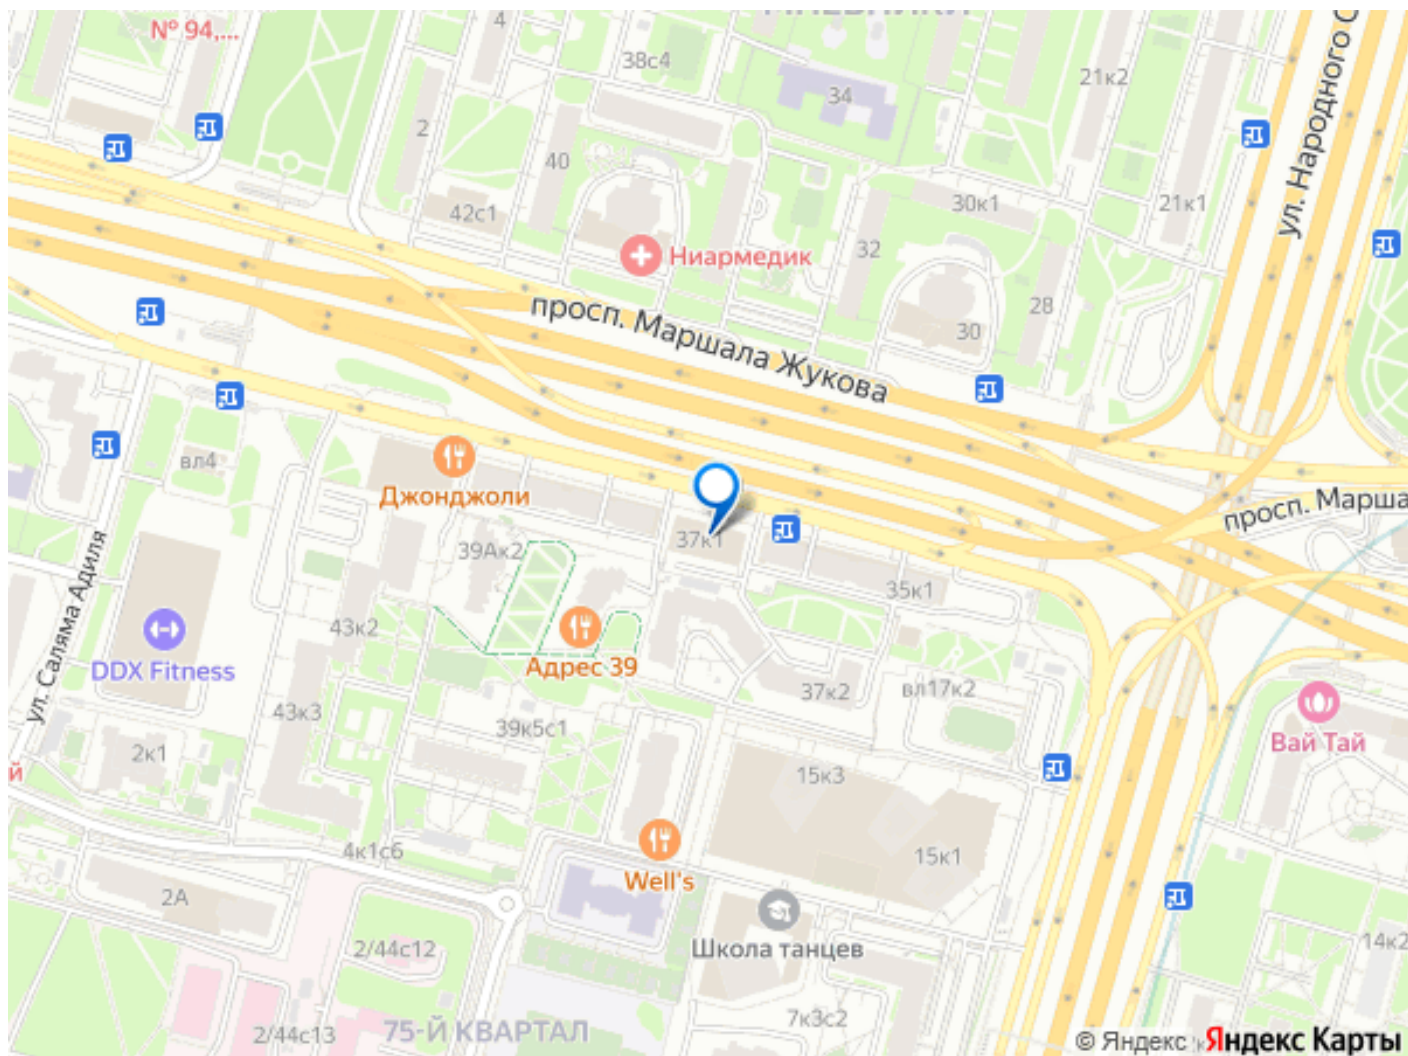 № 94,...
4
38с4
34
21к2
ул. Народного
2
40
42с1
30к1
21к1
Ниармедик
32
28
30
просп. Маршала Жукова
вл4
Джонджоли
39Ак2
37к1
35к1
просп. Марша
ул. Саляма Адиля
DDX Fitness
43к2
Адрес 39
37к2
вл17к2
43к3
39к5с1
2к1
й
15к3
Вай Тай
4к1с6
15к1
2А
Well's
Школа танцев
2/44с12
14к2
2/44с13
75-Й КВАРТАЛ
7к3с2
© Яндекс Яндекс Карты